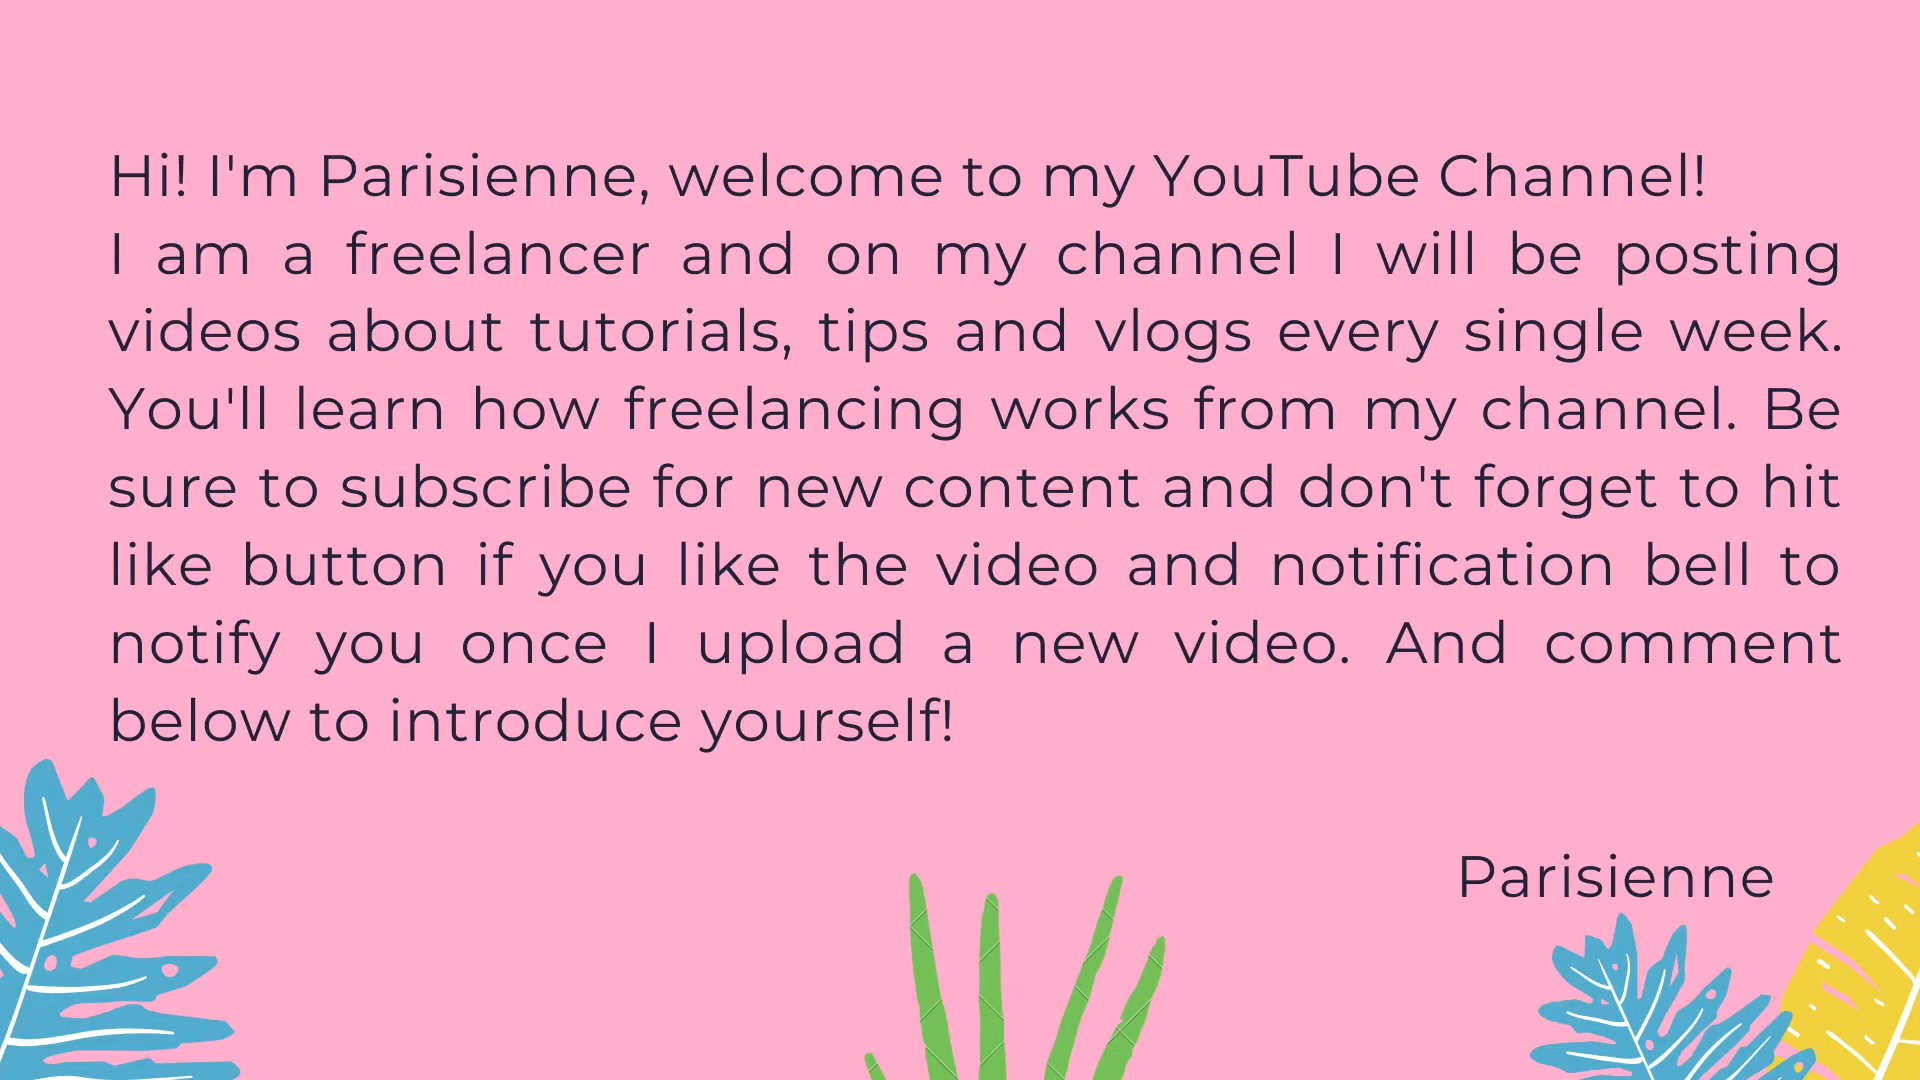 Hi! I'm Parisienne, welcome to my YouTube Channel!
I am a freelancer and on my channel I will be posting
videos about tutorials, tips and vlogs every single week.
You'll learn how freelancing works from my channel. Be
sure to subscribe for new content and don't forget to hit
like button if you like the video and notification bell to
notify you once I upload a new video. And comment
below to introduce yourself!
Parisienne